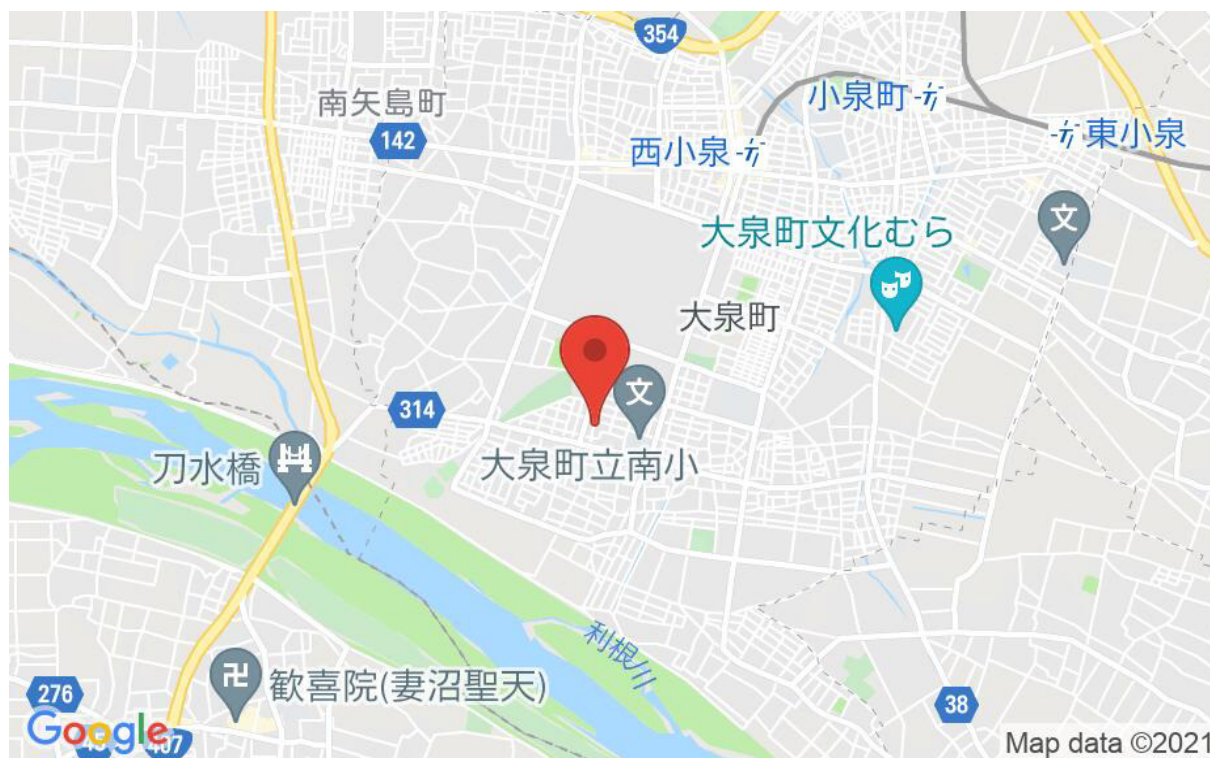 354
小泉町
南矢島町
142
西小泉
東小泉
文
大泉町文化むら
大泉町
文
314
刀水橋
大泉町立南小
利根川
卍
歓喜院(妻沼聖天)
276
38
Google
407
Map data ©2021